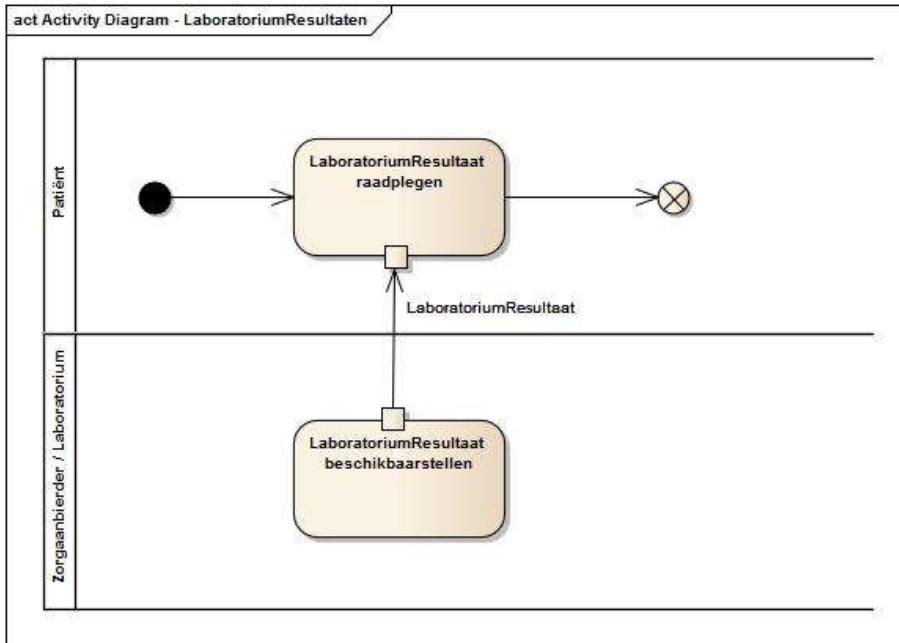 act Activity Diagram - LaboratoriumResultaten
Patiënt
LaboratoriumResultaat
raadplegen
LaboratoriumResultaat
Zorgaanbierder / Laboratorium
LaboratoriumResultaat
beschikbaarstellen